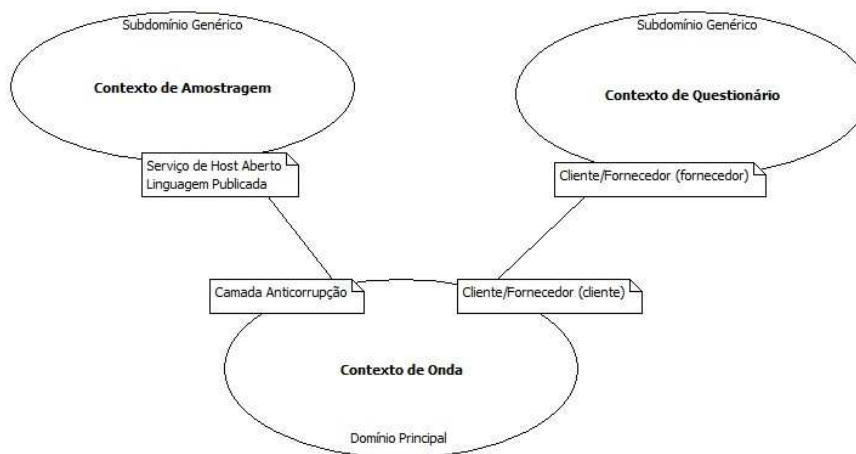 Subdomínio Genérico
Contexto de Amostragem
Serviço de Host Aberto
Linguagem Publicada
Subdomínio Genérico
Contexto de Questionário
Cliente/Fornecedor (fornecedor)
Camada Anticorrupção
Cliente/Fornecedor (cliente)
Contexto de Onda
Domínio Principal